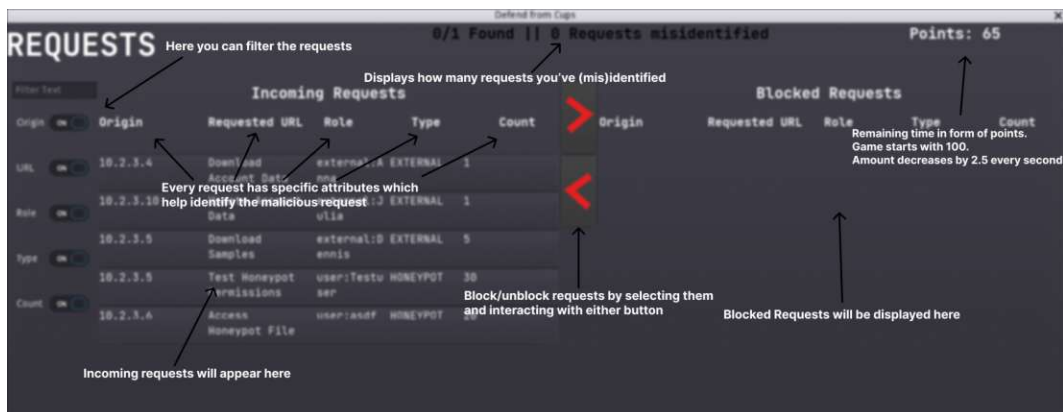 Defend from Cups
X
REQUESTS
Here you can filter the requests
0/1 Found || 0 Requests misidentified
Points: 65
Displays how many requests you've (mis)identified
Filter Text
Incoming Requests
Blocked Requests
Origin ON Origin Requested URL Role Type Count
> Origin Requested URL Role Type Count
Remaining time in form of points.
Game starts with 100.
Amount decreases by 2.5 every second
URL ON 10.2.3.4 Download external:A EXTERNAL 1
Account Data nna
Every request has specific attributes which
help identify the malicious request
<
Role ON 10.2.3.10 Data external:J EXTERNAL 1
ulia
Type ON 10.2.3.5 Download external:D EXTERNAL 5
Samples ennis
10.2.3.5 Test Honeypot user:Testu HONEYPOT 30
Permissions ser
Block/unblock requests by selecting them
and interacting with either button
Count ON
10.2.3.6 Access user:asdf HONEYPOT
Honeypot File
Blocked Requests will be displayed here
Incoming requests will appear here